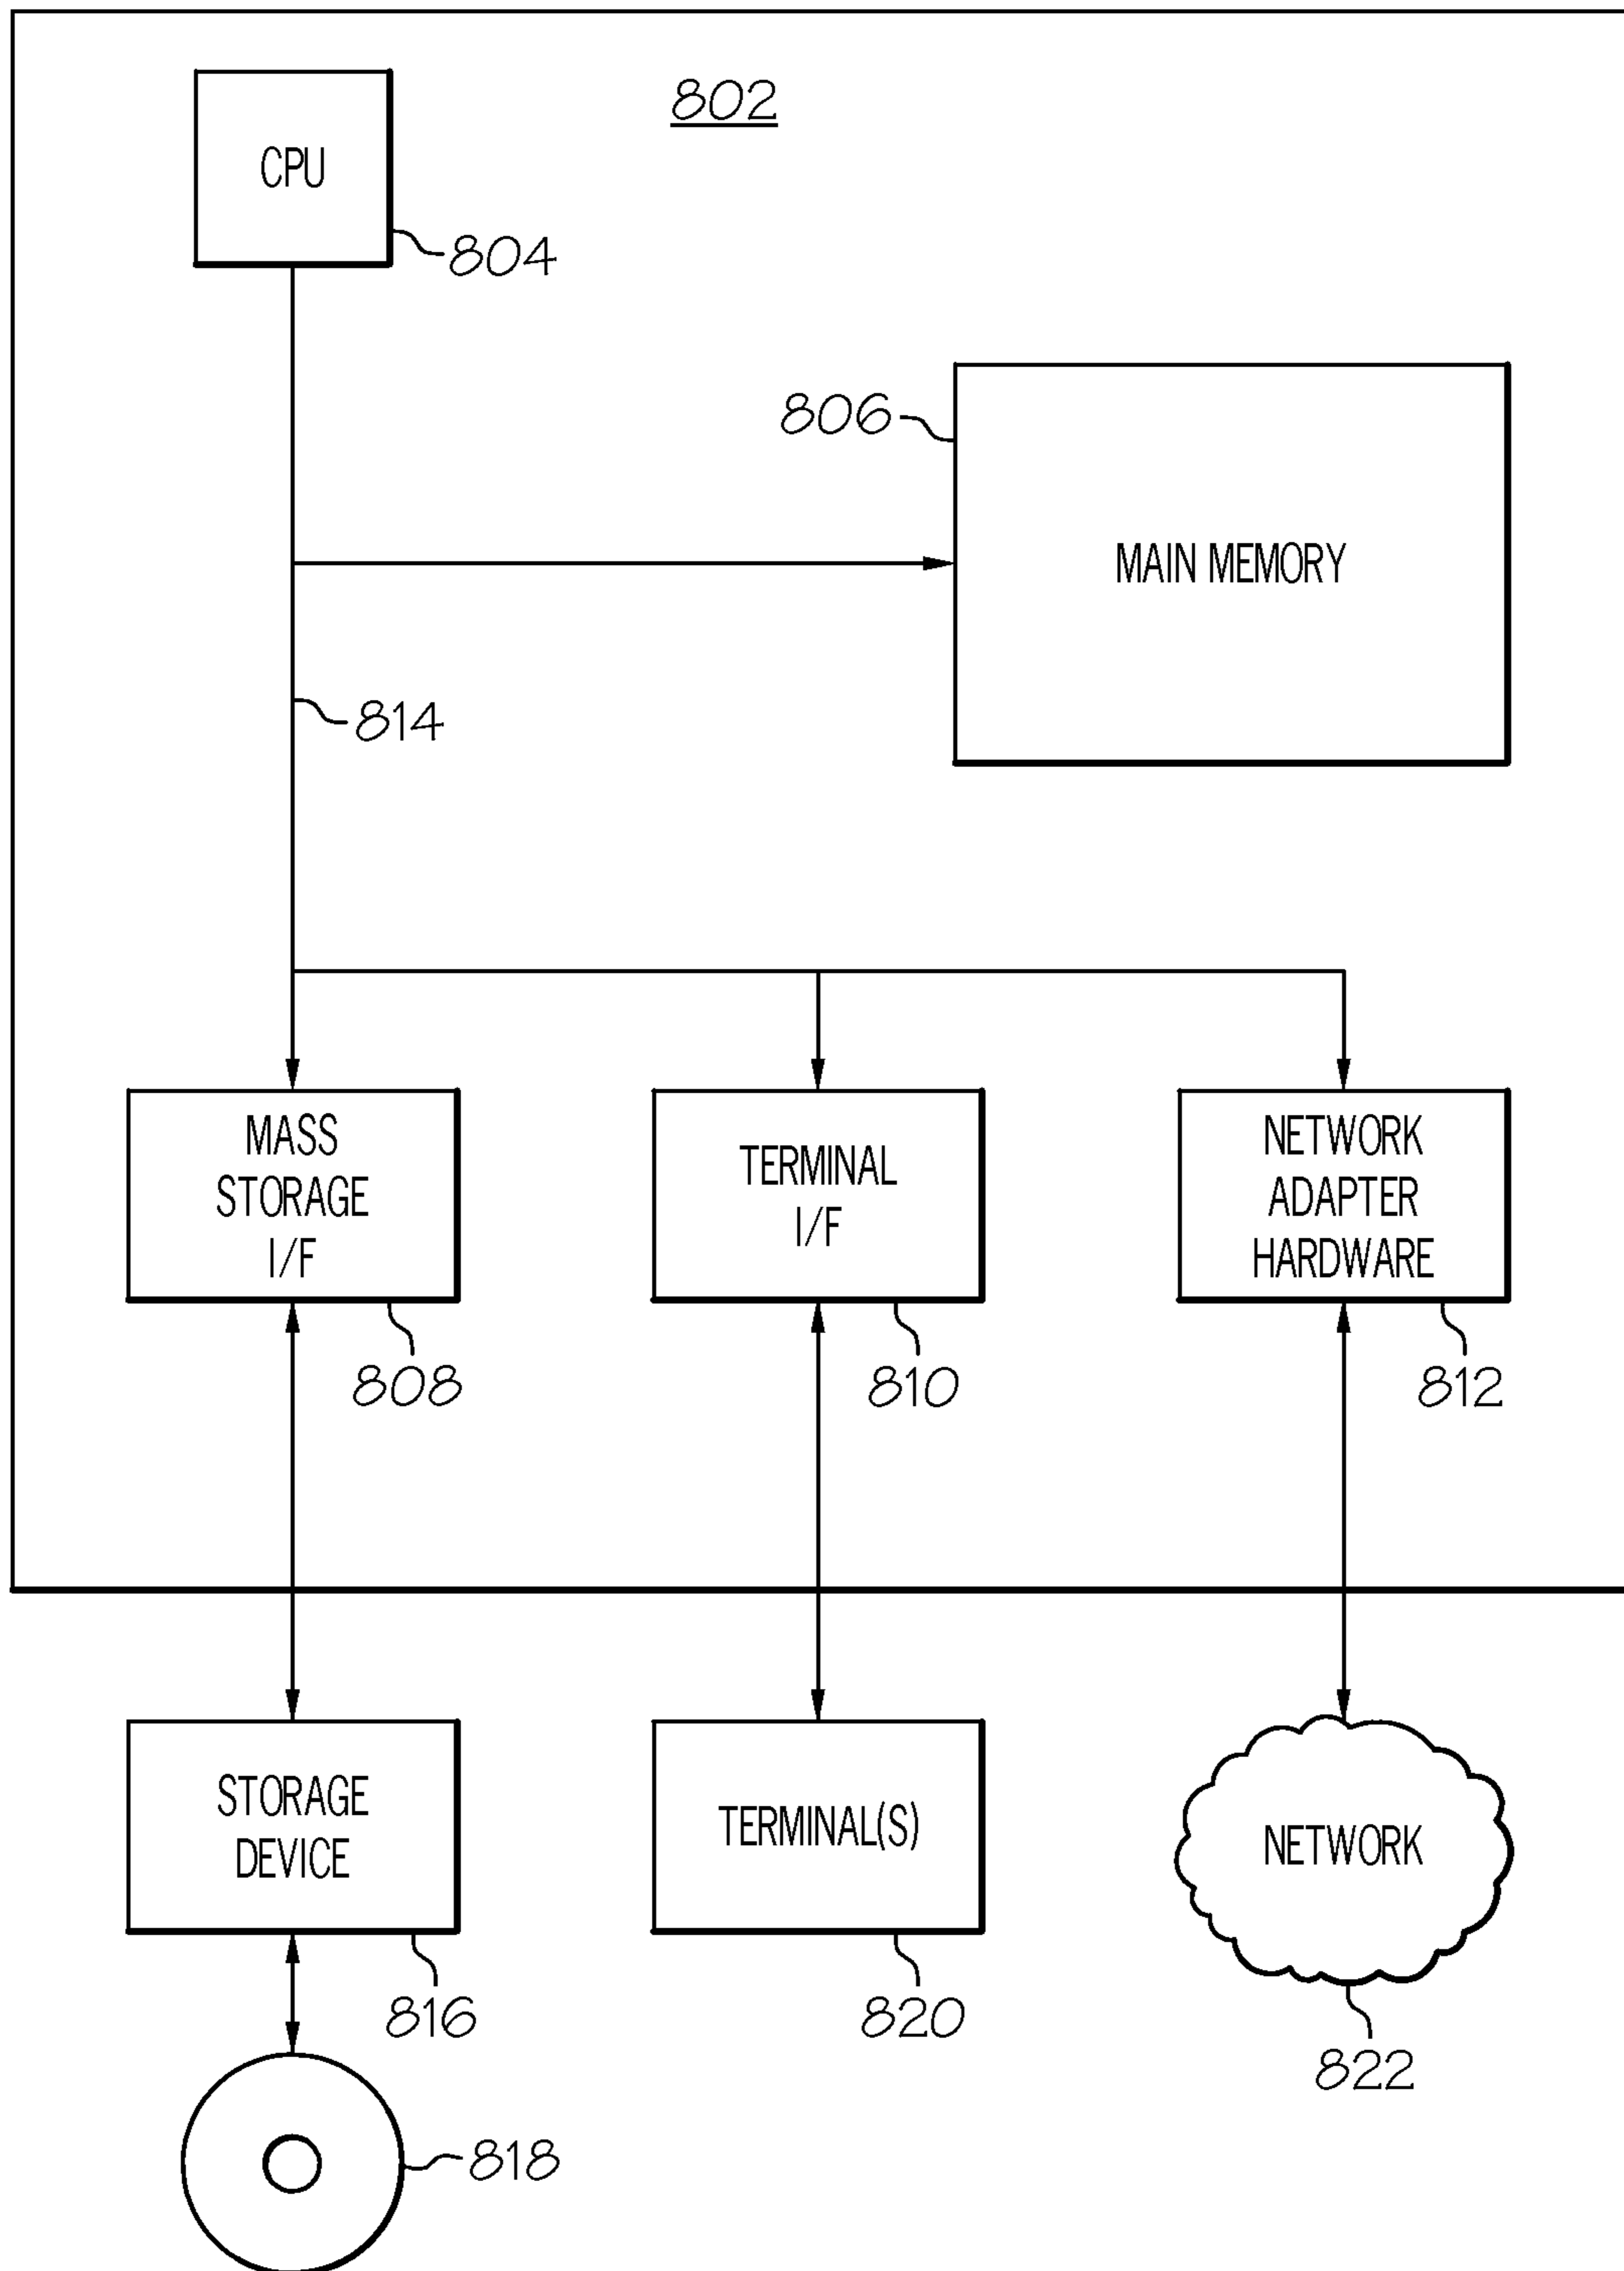 802
CPU
804
806
MAIN MEMORY
814
MASS
STORAGE
I/F
808
TERMINAL
I/F
810
NETWORK
ADAPTER
HARDWARE
812
STORAGE
DEVICE
816
TERMINAL(S)
820
NETWORK
822
818